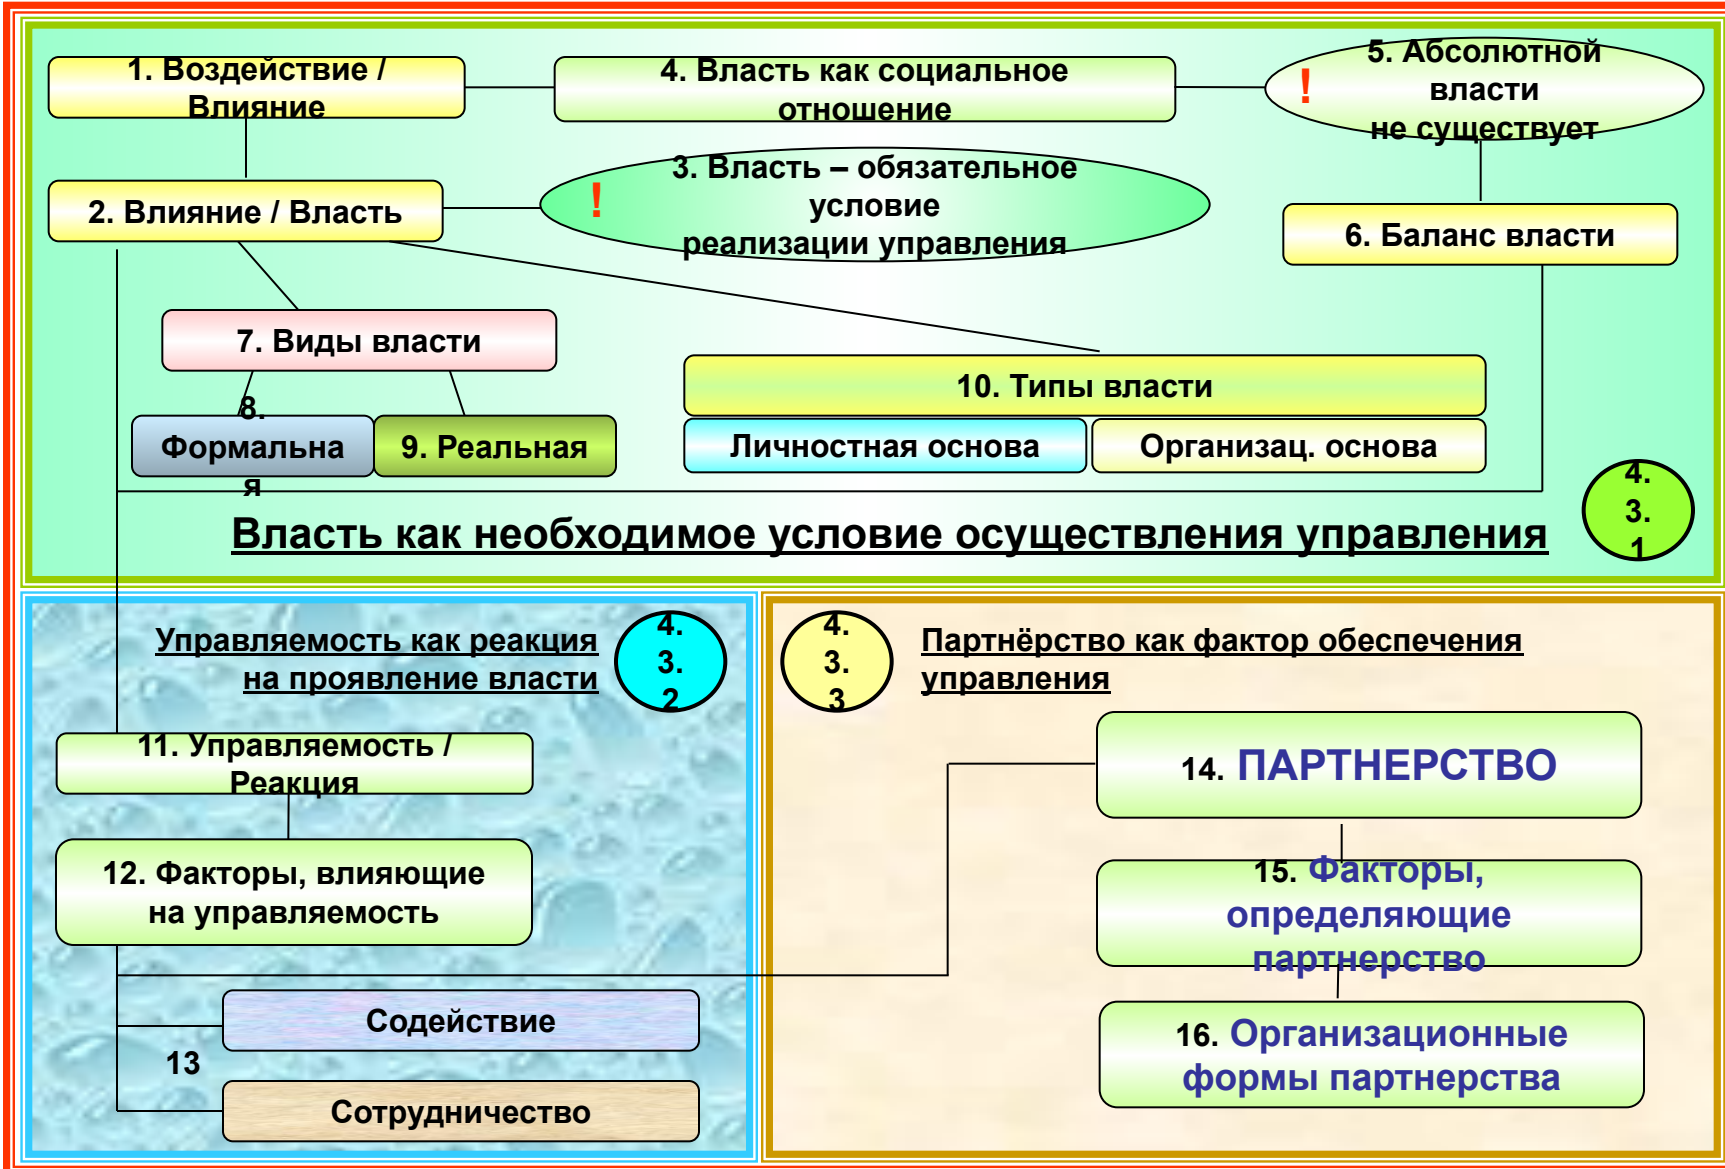 1. Воздействие /
Влияние
4. Власть как социальное
отношение
!
5. Абсолютной
власти
не существует
2. Влияние / Власть
!
3. Власть – обязательное
условие
реализации управления
6. Баланс власти
7. Виды власти
8.
Формальна
я
9. Реальная
10. Типы власти
Личностная основа
Организац. основа
Власть как необходимое условие осуществления управления
4.
3.
1
Управляемость как реакция
на проявление власти
4.
3.
2
11. Управляемость /
Реакция
12. Факторы, влияющие
на управляемость
Содействие
13
Сотрудничество
4.
3.
3
Партнёрство как фактор обеспечения
управления
14. ПАРТНЕРСТВО
15. Факторы,
определяющие
партнерство
16. Организационные
формы партнерства